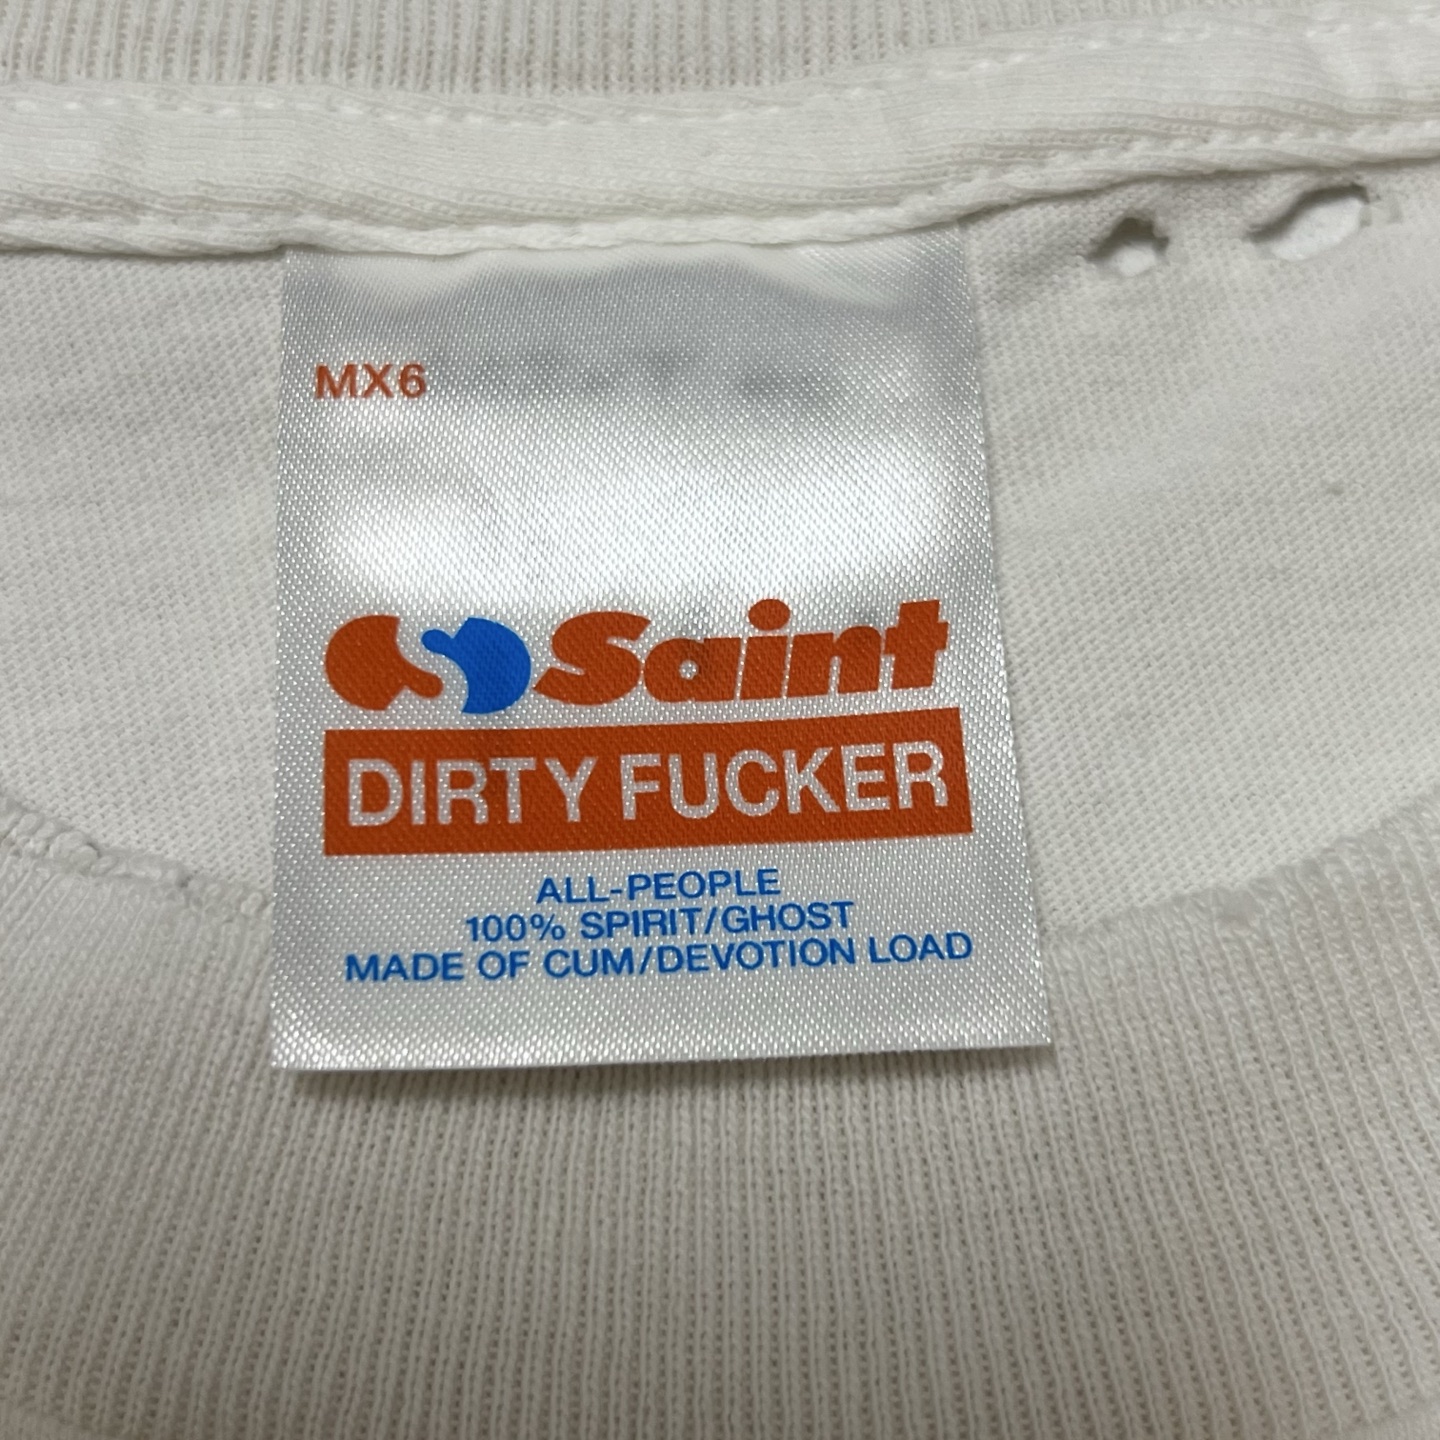 MX6
Saint
DIRTY FUCKER
ALL-PEOPLE
100% SPIRIT/GHOST
MADE OF CUM/DEVOTION LOAD